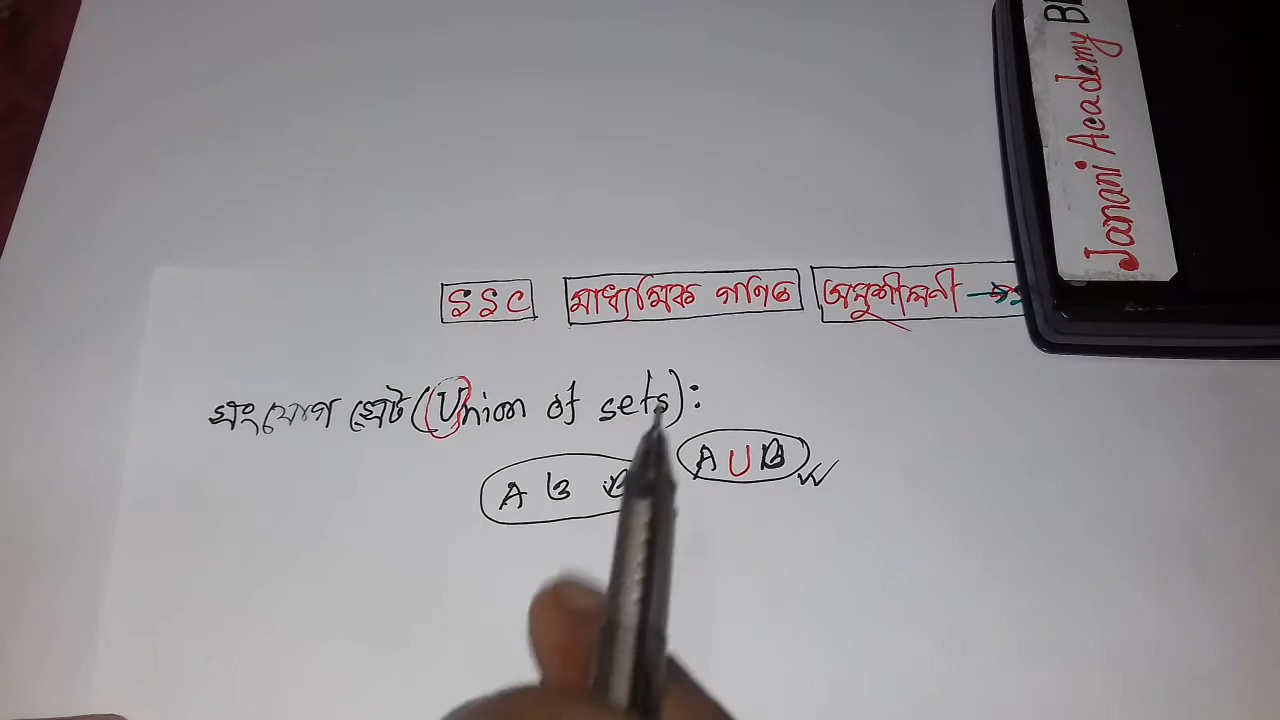 Janani Academy
SSC মাধ্যমিক গণিত অনুশীলনী →
সংযোগ সেট (Union of sets):
A ও B
A ∪ B